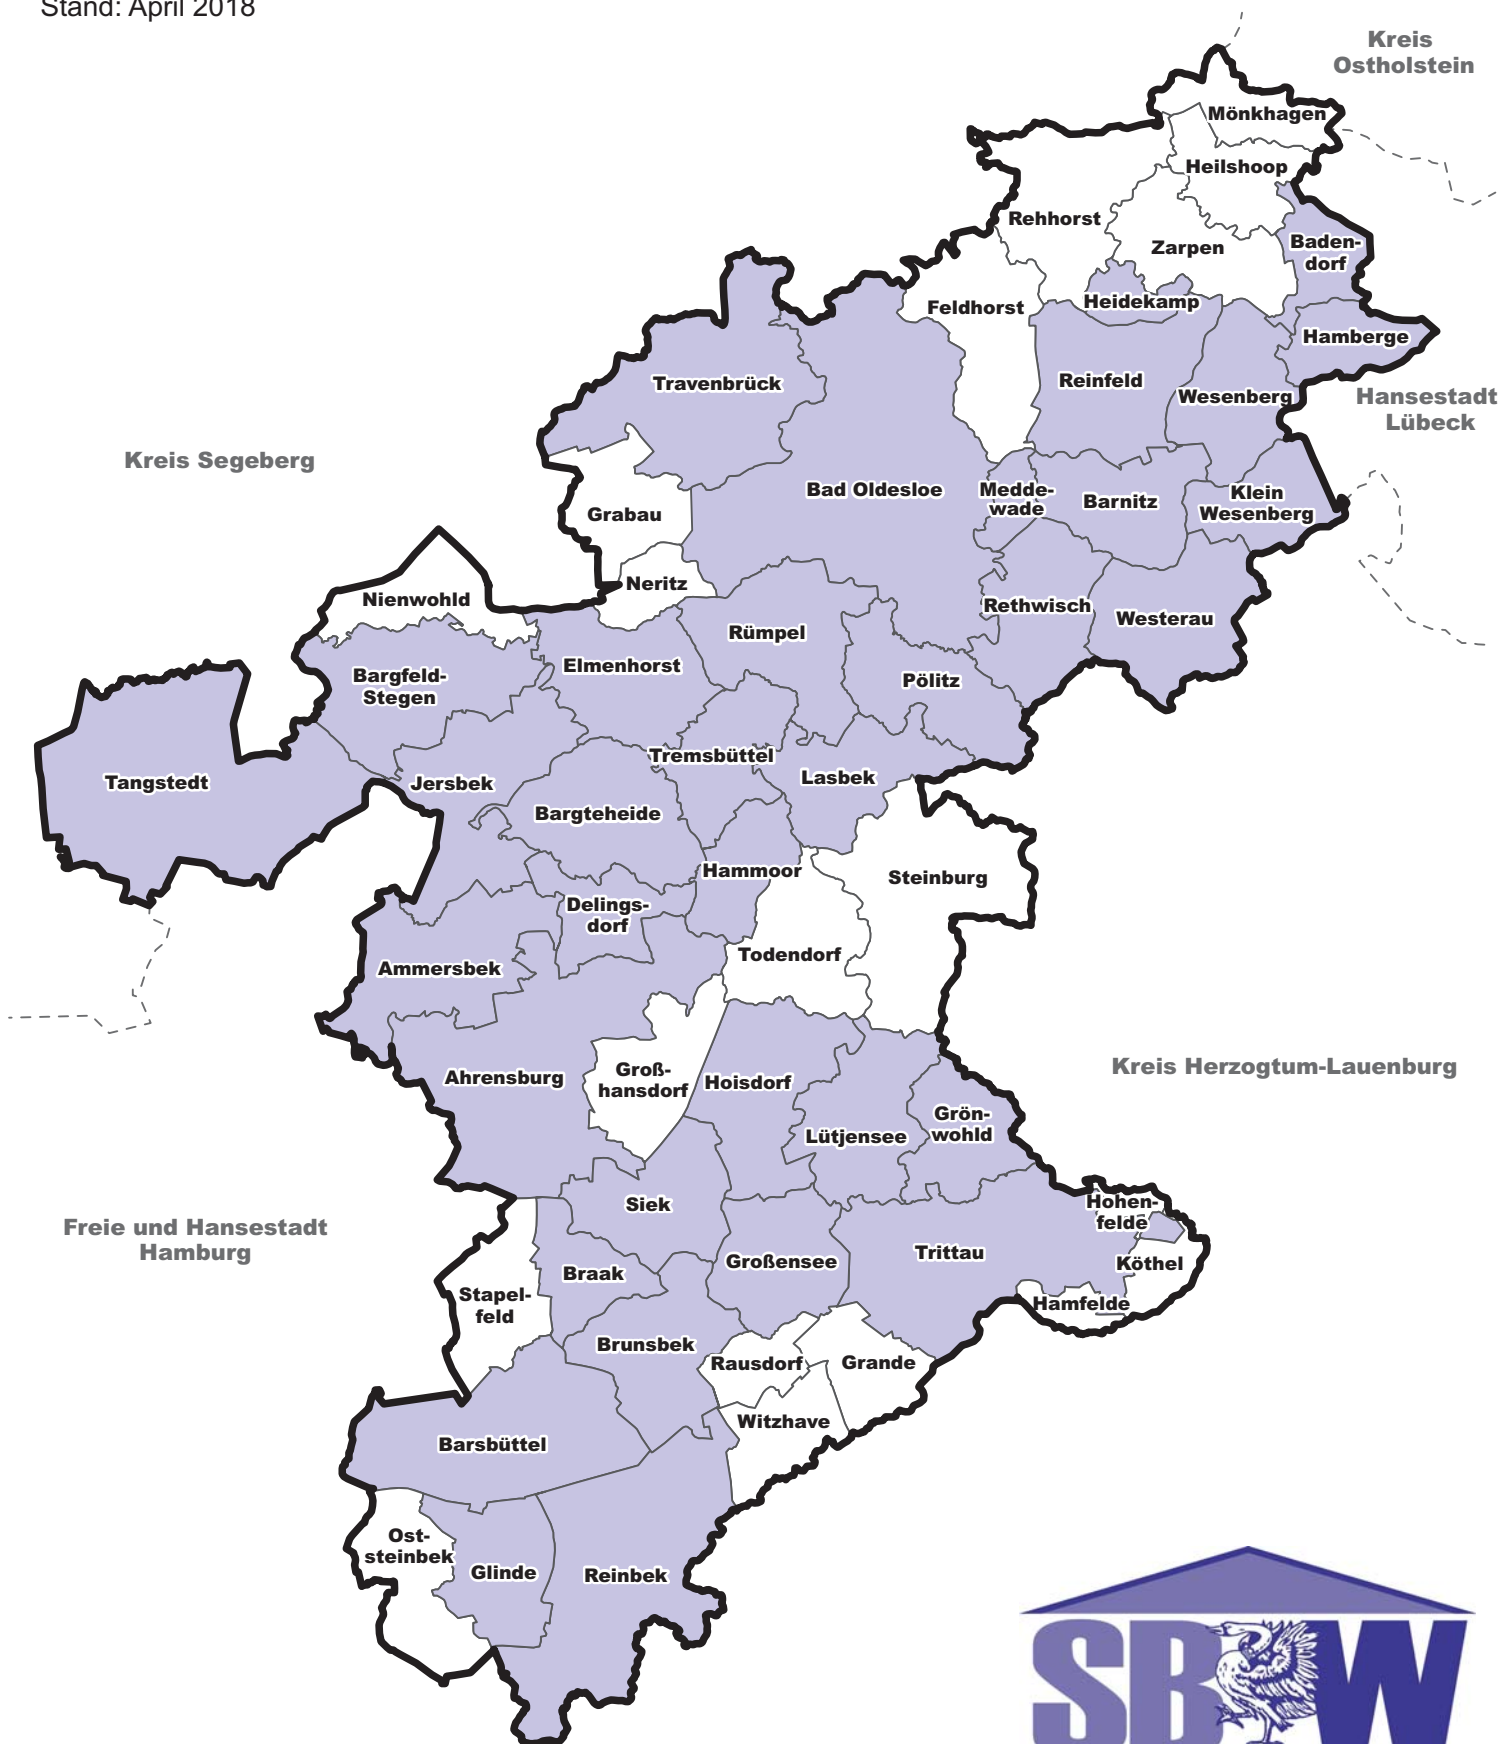 Stand: April 2018
Kreis
Ostholstein
Mönkhagen
Heilshoop
Rehhorst
Zarpen
Baden-
dorf
Heidekamp
Feldhorst
Hamberge
Travenbrück
Reinfeld
Wesenberg
Hansestadt
Lübeck
Kreis Segeberg
Bad Oldesloe
Medde-
wade
Barnitz
Klein
Wesenberg
Grabau
Neritz
Nienwohld
Rethwisch
Westerau
Rümpel
Elmenhorst
Bargfeld-
Stegen
Pölitz
Tremsbüttel
Tangstedt
Jersbek
Lasbek
Bargteheide
Hammoor
Steinburg
Delings-
dorf
Todendorf
Ammersbek
Kreis Herzogtum-Lauenburg
Ahrensburg
Groß-
hansdorf
Hoisdorf
Grön-
wohld
Lütjensee
Siek
Hohen-
felde
Freie und Hansestadt
Hamburg
Trittau
Großensee
Köthel
Braak
Stapel-
feld
Hamfelde
Brunsbek
Rausdorf
Grande
Witzhave
Barsbüttel
Ost-
steinbek
Glinde
Reinbek
SBW